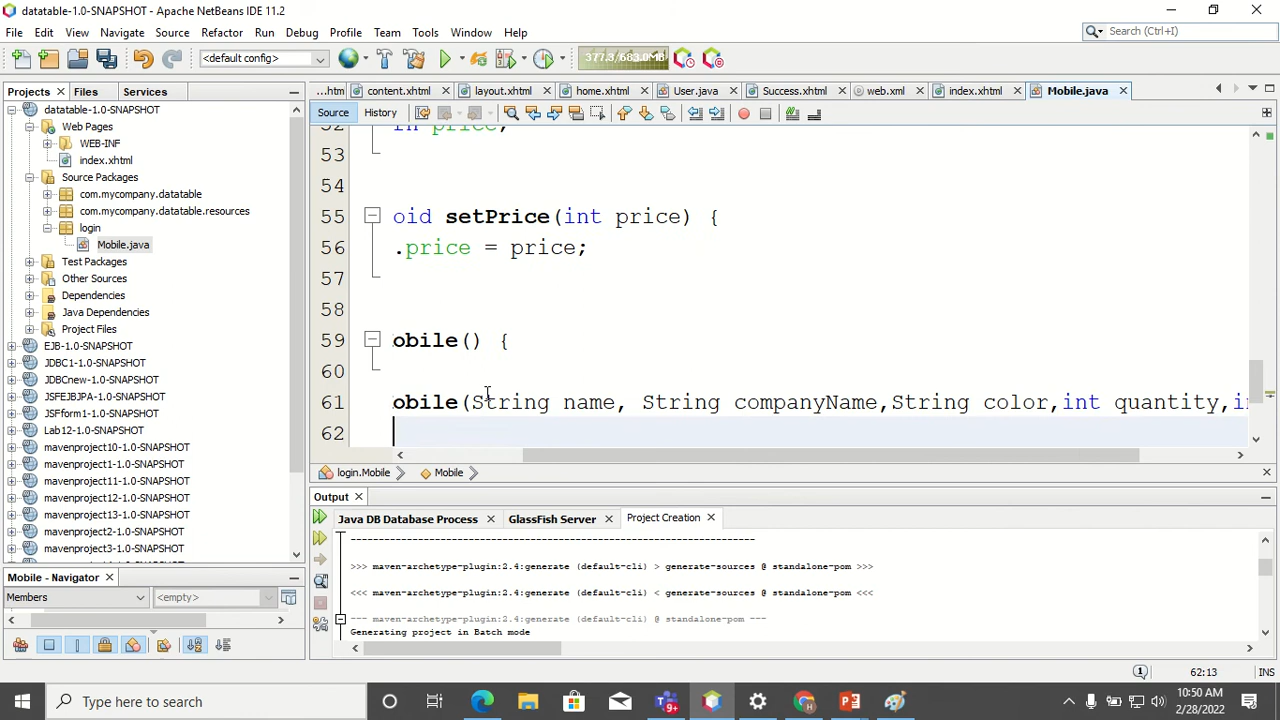 datatable-1.0-SNAPSHOT - Apache NetBeans IDE 11.2
File Edit View Navigate Source Refactor Run Debug Profile Team Tools Window Help
Search (Ctrl+I)
<default config>
377.3/683.0MB
Projects Files Services
...htm content.xhtml layout.xhtml home.xhtml User.java Success.xhtml web.xml index.xhtml Mobile.java
Source History
datatable-1.0-SNAPSHOT
Web Pages
WEB-INF
index.xhtml
Source Packages
com.mycompany.datatable
com.mycompany.datatable.resources
login
Mobile.java
Test Packages
Other Sources
Dependencies
Java Dependencies
Project Files
EJB-1.0-SNAPSHOT
JDBC1-1.0-SNAPSHOT
JDBCnew-1.0-SNAPSHOT
JSFEJBJPA-1.0-SNAPSHOT
JSFform1-1.0-SNAPSHOT
Lab12-1.0-SNAPSHOT
mavenproject10-1.0-SNAPSHOT
mavenproject1-1.0-SNAPSHOT
mavenproject11-1.0-SNAPSHOT
mavenproject12-1.0-SNAPSHOT
mavenproject13-1.0-SNAPSHOT
mavenproject2-1.0-SNAPSHOT
mavenproject3-1.0-SNAPSHOT
52 price;
53
54
55 oid setPrice(int price) {
56 .price = price;
57
58
59 obile() {
60
61 obile(String name, String companyName,String color,int quantity,in
62
login.Mobile Mobile
Output
Java DB Database Process GlassFish Server Project Creation
------------------------------------------------------------------------
>>> maven-archetype-plugin:2.4:generate (default-cli) > generate-sources @ standalone-pom >>>
<<< maven-archetype-plugin:2.4:generate (default-cli) < generate-sources @ standalone-pom <<<
--- maven-archetype-plugin:2.4:generate (default-cli) @ standalone-pom ---
Generating project in Batch mode
Mobile - Navigator
Members <empty>
1 62:13 INS
Type here to search
9+
10:50 AM
2/28/2022